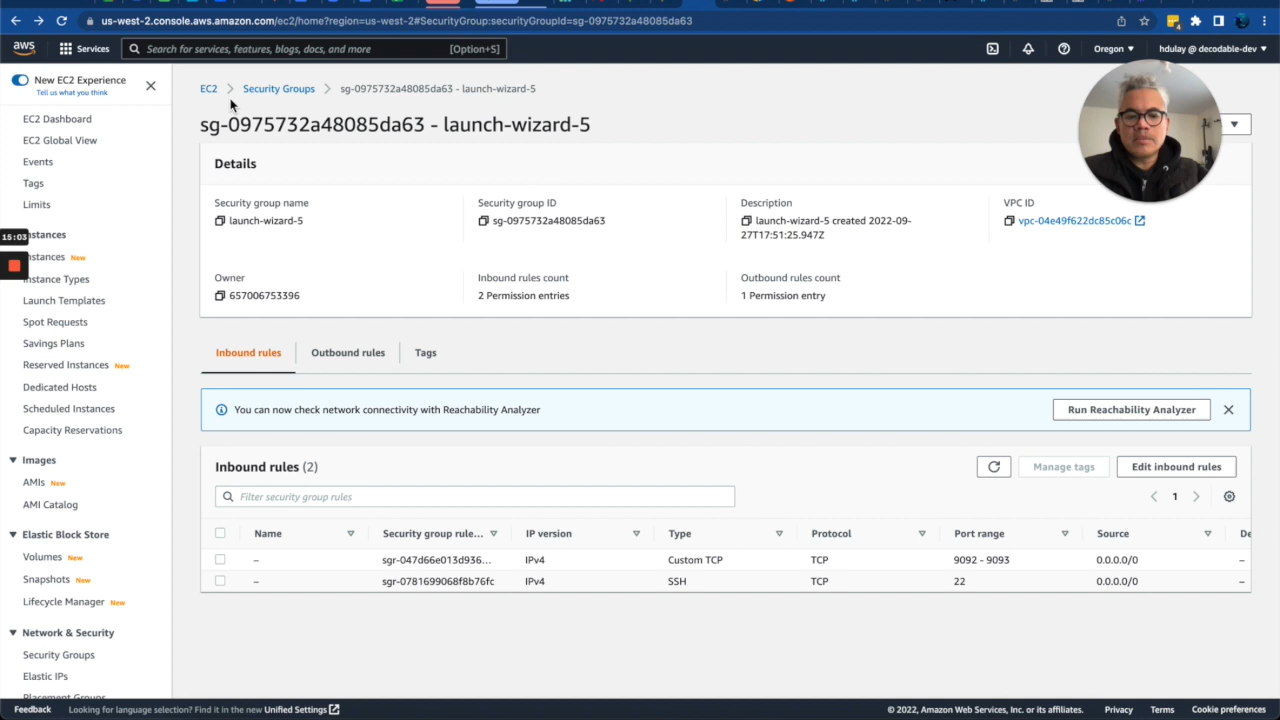 us-west-2.console.aws.amazon.com/ec2/home?region=us-west-2#SecurityGroup:securityGroupId=sg-0975732a48085da63
aws Services Search for services, features, blogs, docs, and more [Option+S] Oregon hdulay @ decodable-dev
New EC2 Experience
Tell us what you think
EC2 Dashboard
EC2 Global View
Events
Tags
Limits
15:03
Instances New
Instance Types
Launch Templates
Spot Requests
Savings Plans
Reserved Instances New
Dedicated Hosts
Scheduled Instances
Capacity Reservations
Images
AMIs New
AMI Catalog
Elastic Block Store
Volumes New
Snapshots New
Lifecycle Manager New
Network & Security
Security Groups
Elastic IPs
Placement Groups
EC2 Security Groups sg-0975732a48085da63 - launch-wizard-5
sg-0975732a48085da63 - launch-wizard-5
Details
Security group name
launch-wizard-5
Security group ID
sg-0975732a48085da63
Description
launch-wizard-5 created 2022-09-
27T17:51:25.947Z
VPC ID
vpc-04e49f622dc85c06c
Owner
657006753396
Inbound rules count
2 Permission entries
Outbound rules count
1 Permission entry
Inbound rules Outbound rules Tags
You can now check network connectivity with Reachability Analyzer Run Reachability Analyzer
Inbound rules (2) Manage tags Edit inbound rules
Filter security group rules 1
Name Security group rule... IP version Type Protocol Port range Source De
– sgr-047d66e013d936... IPv4 Custom TCP TCP 9092 - 9093 0.0.0.0/0 –
– sgr-0781699068f8b76fc IPv4 SSH TCP 22 0.0.0.0/0 –
Feedback Looking for language selection? Find it in the new Unified Settings © 2022, Amazon Web Services, Inc. or its affiliates. Privacy Terms Cookie preferences